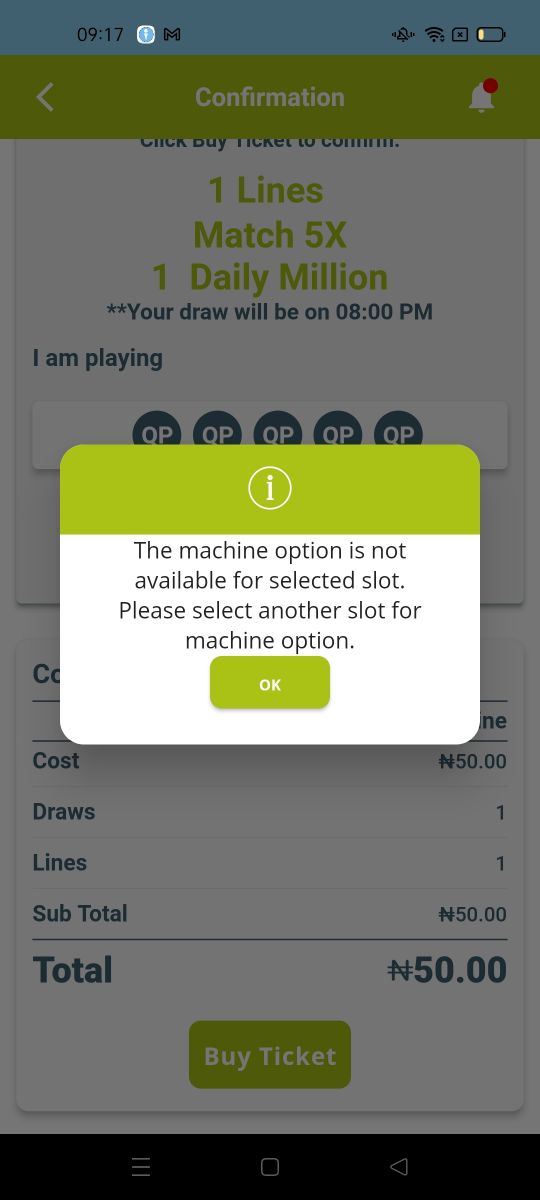 09:17
Confirmation
Click Buy Ticket to confirm.
1 Lines
Match 5X
1 Daily Million
**Your draw will be on 08:00 PM
I am playing
QP QP QP QP QP
i
The machine option is not
available for selected slot.
Please select another slot for
machine option.
OK
Co
ine
Cost ₦50.00
Draws 1
Lines 1
Sub Total ₦50.00
Total ₦50.00
Buy Ticket